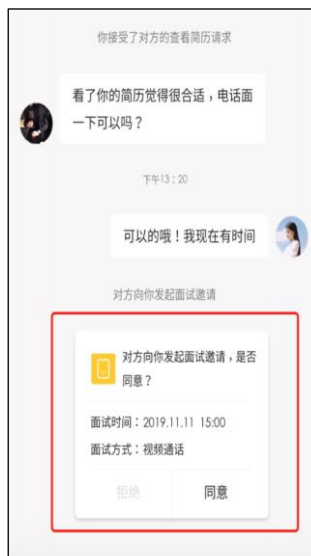 你接受了对方的查看简历请求
看了你的简历觉得很合适，电话面
一下可以吗？
下午13：20
可以的哦！我现在有时间
对方向你发起面试邀请
对方向你发起面试邀请，是否
同意？
面试时间：2019.11.11 15:00
面试方式：视频通话
拒绝
同意